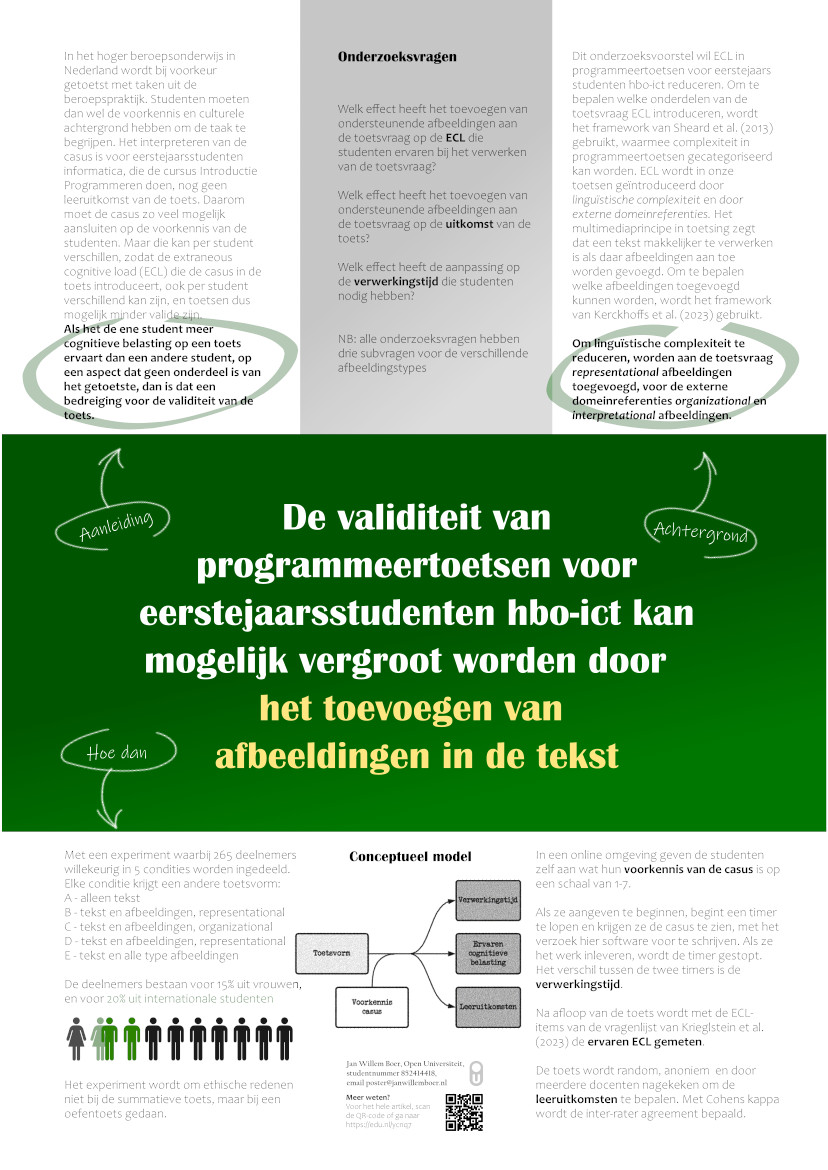 In het hoger beroepsonderwijs in
Nederland wordt bij voorkeur
getoetst met taken uit de
beroepspraktijk. Studenten moeten
dan wel de voorkennis en culturele
achtergrond hebben om de taak te
begrijpen. Het interpreteren van de
casus is voor eerstejaarsstudenten
informatica, die de cursus Introductie
Programmeren doen, nog geen
leeruitkomst van de toets. Daarom
moet de casus zo veel mogelijk
aansluiten op de voorkennis van de
studenten. Maar die kan per student
verschillen, zodat de extraneous
cognitive load (ECL) die de casus in de
toets introduceert, ook per student
verschillend kan zijn, en toetsen dus
mogelijk minder valide zijn.
Als het de ene student meer
cognitieve belasting op een toets
ervaart dan een andere student, op
een aspect dat geen onderdeel is van
het getoetste, dan is dat een
bedreiging voor de validiteit van de
toets.
Onderzoeksvragen
Welk effect heeft het toevoegen van
ondersteunende afbeeldingen aan
de toetsvraag op de ECL die
studenten ervaren bij het verwerken
van de toetsvraag?
Welk effect heeft het toevoegen van
ondersteunende afbeeldingen aan
de toetsvraag op de uitkomst van de
toets?
Welk effect heeft de aanpassing op
de verwerkingstijd die studenten
nodig hebben?
NB: alle onderzoeksvragen hebben
drie subvragen voor de verschillende
afbeeldingstypes
Dit onderzoeksvoorstel wil ECL in
programmeertoetsen voor eerstejaars
studenten hbo-ict reduceren. Om te
bepalen welke onderdelen van de
toetsvraag ECL introduceren, wordt
het framework van Sheard et al. (2013)
gebruikt, waarmee complexiteit in
programmeertoetsen gecategoriseerd
kan worden. ECL wordt in onze
toetsen geïntroduceerd door
linguïstische complexiteit en door
externe domeinreferenties. Het
multimediaprincipe in toetsing zegt
dat een tekst makkelijker te verwerken
is als daar afbeeldingen aan toe
worden gevoegd. Om te bepalen
welke afbeeldingen toegevoegd
kunnen worden, wordt het framework
van Kerckhoffs et al. (2023) gebruikt.
Om linguïstische complexiteit te
reduceren, worden aan de toetsvraag
representational afbeeldingen
toegevoegd, voor de externe
domeinreferenties organizational en
interpretational afbeeldingen.
Aanleiding
Achtergrond
De validiteit van
programmeertoetsen voor
eerstejaarsstudenten hbo-ict kan
mogelijk vergroot worden door
het toevoegen van
afbeeldingen in de tekst
Hoe dan
Met een experiment waarbij 265 deelnemers
willekeurig in 5 condities worden ingedeeld.
Elke conditie krijgt een andere toetsvorm:
A - alleen tekst
B - tekst en afbeeldingen, representational
C - tekst en afbeeldingen, organizational
D - tekst en afbeeldingen, representational
E - tekst en alle type afbeeldingen
De deelnemers bestaan voor 15% uit vrouwen,
en voor 20% uit internationale studenten
Het experiment wordt om ethische redenen
niet bij de summatieve toets, maar bij een
oefentoets gedaan.
Conceptueel model
Toetsvorm
Voorkennis
casus
Verwerkingstijd
Ervaren
cognitieve
belasting
Leeruitkomsten
Jan Willem Boer, Open Universiteit,
studentnummer 852414418,
email poster@janwillemboer.nl
Meer weten?
Voor het hele artikel, scan
de QR-code of ga naar
https://edu.nl/ycnq7
In een online omgeving geven de studenten
zelf aan wat hun voorkennis van de casus is op
een schaal van 1-7.
Als ze aangeven te beginnen, begint een timer
te lopen en krijgen ze de casus te zien, met het
verzoek hier software voor te schrijven. Als ze
het werk inleveren, wordt de timer gestopt.
Het verschil tussen de twee timers is de
verwerkingstijd.
Na afloop van de toets wordt met de ECL-
items van de vragenlijst van Krieglstein et al.
(2023) de ervaren ECL gemeten.
De toets wordt random, anoniem en door
meerdere docenten nagekeken om de
leeruitkomsten te bepalen. Met Cohens kappa
wordt de inter-rater agreement bepaald.